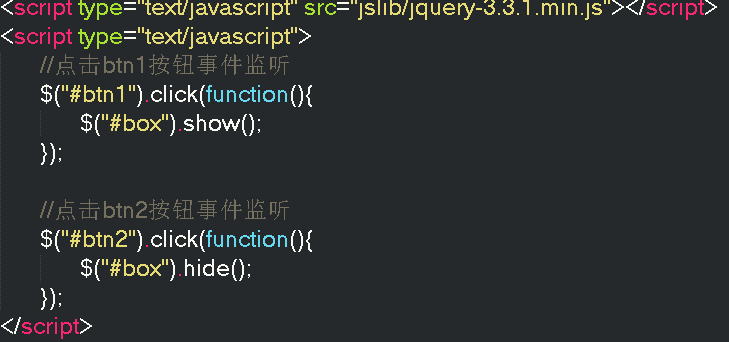 <script type="text/javascript" src="jslib/jquery-3.3.1.min.js"></script>
<script type="text/javascript">
//点击btn1按钮事件监听
$("#btn1").click(function(){
$("#box").show();
});
//点击btn2按钮事件监听
$("#btn2").click(function(){
$("#box").hide();
});
</script>